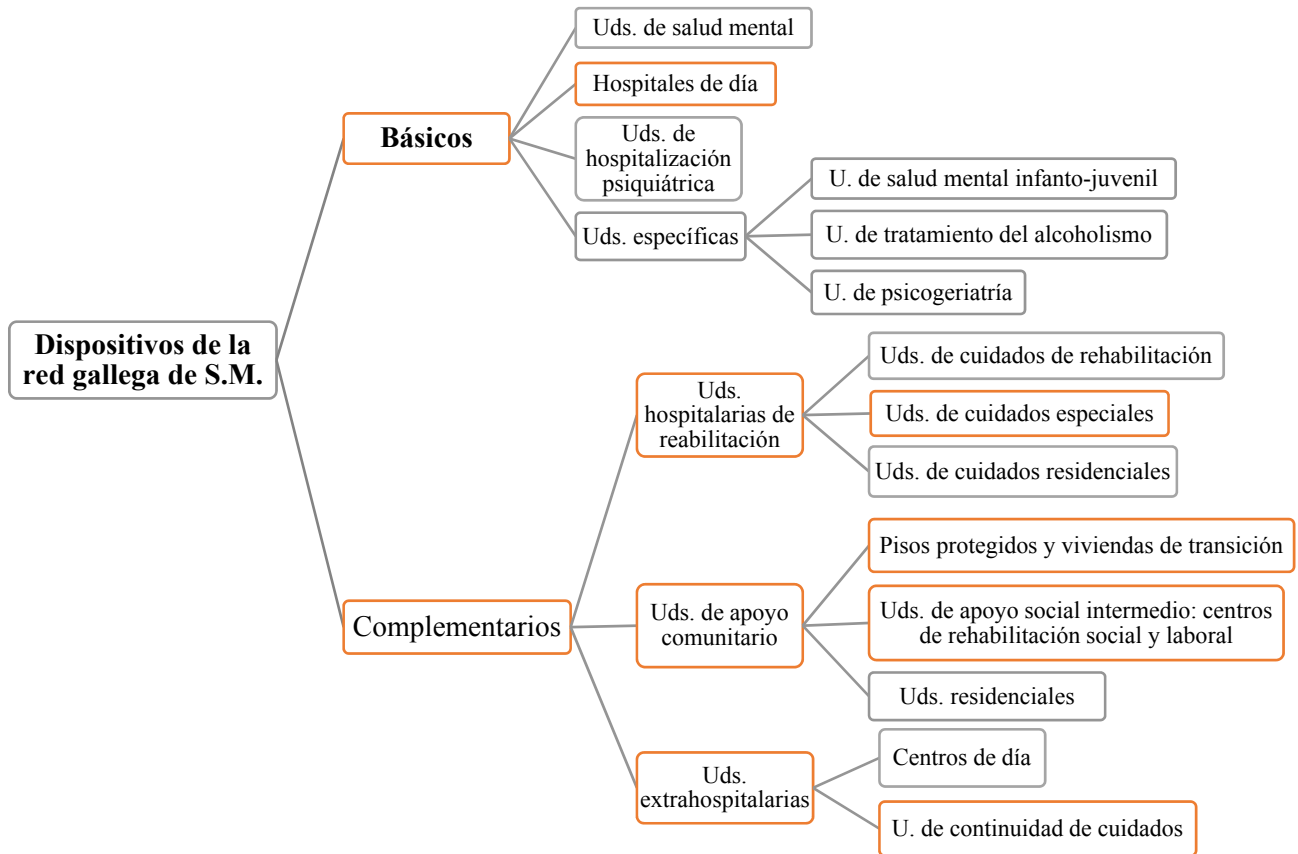 Dispositivos de la
red gallega de S.M.
Básicos
Uds. de salud mental
Hospitales de día
Uds. de
hospitalización
psiquiátrica
Uds. específicas
U. de salud mental infanto-juvenil
U. de tratamiento del alcoholismo
U. de psicogeriatría
Complementarios
Uds.
hospitalarias de
reabilitación
Uds. de cuidados de rehabilitación
Uds. de cuidados especiales
Uds. de cuidados residenciales
Uds. de apoyo
comunitario
Pisos protegidos y viviendas de transición
Uds. de apoyo social intermedio: centros
de rehabilitación social y laboral
Uds. residenciales
Uds.
extrahospitalarias
Centros de día
U. de continuidad de cuidados